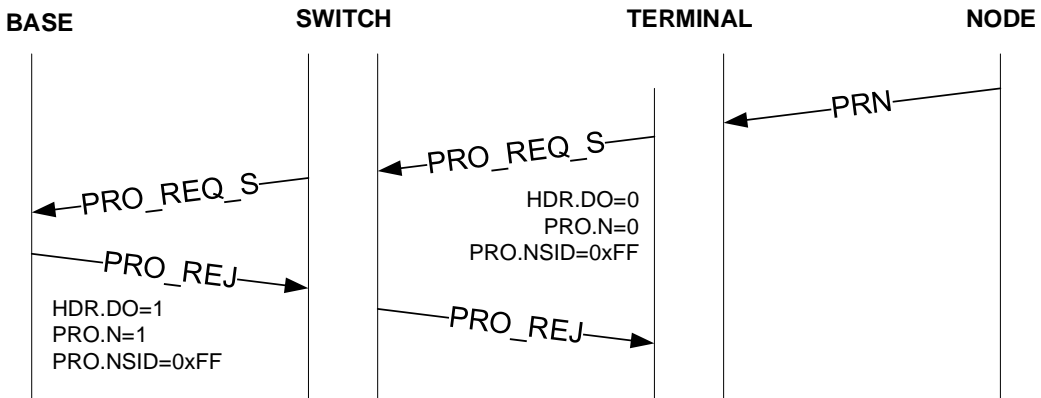 BASE
SWITCH
TERMINAL
NODE
PRN
PRO_REQ_S
PRO_REQ_S
HDR.DO=0
PRO.N=0
PRO.NSID=0xFF
PRO_REJ
HDR.DO=1
PRO.N=1
PRO.NSID=0xFF
PRO_REJ